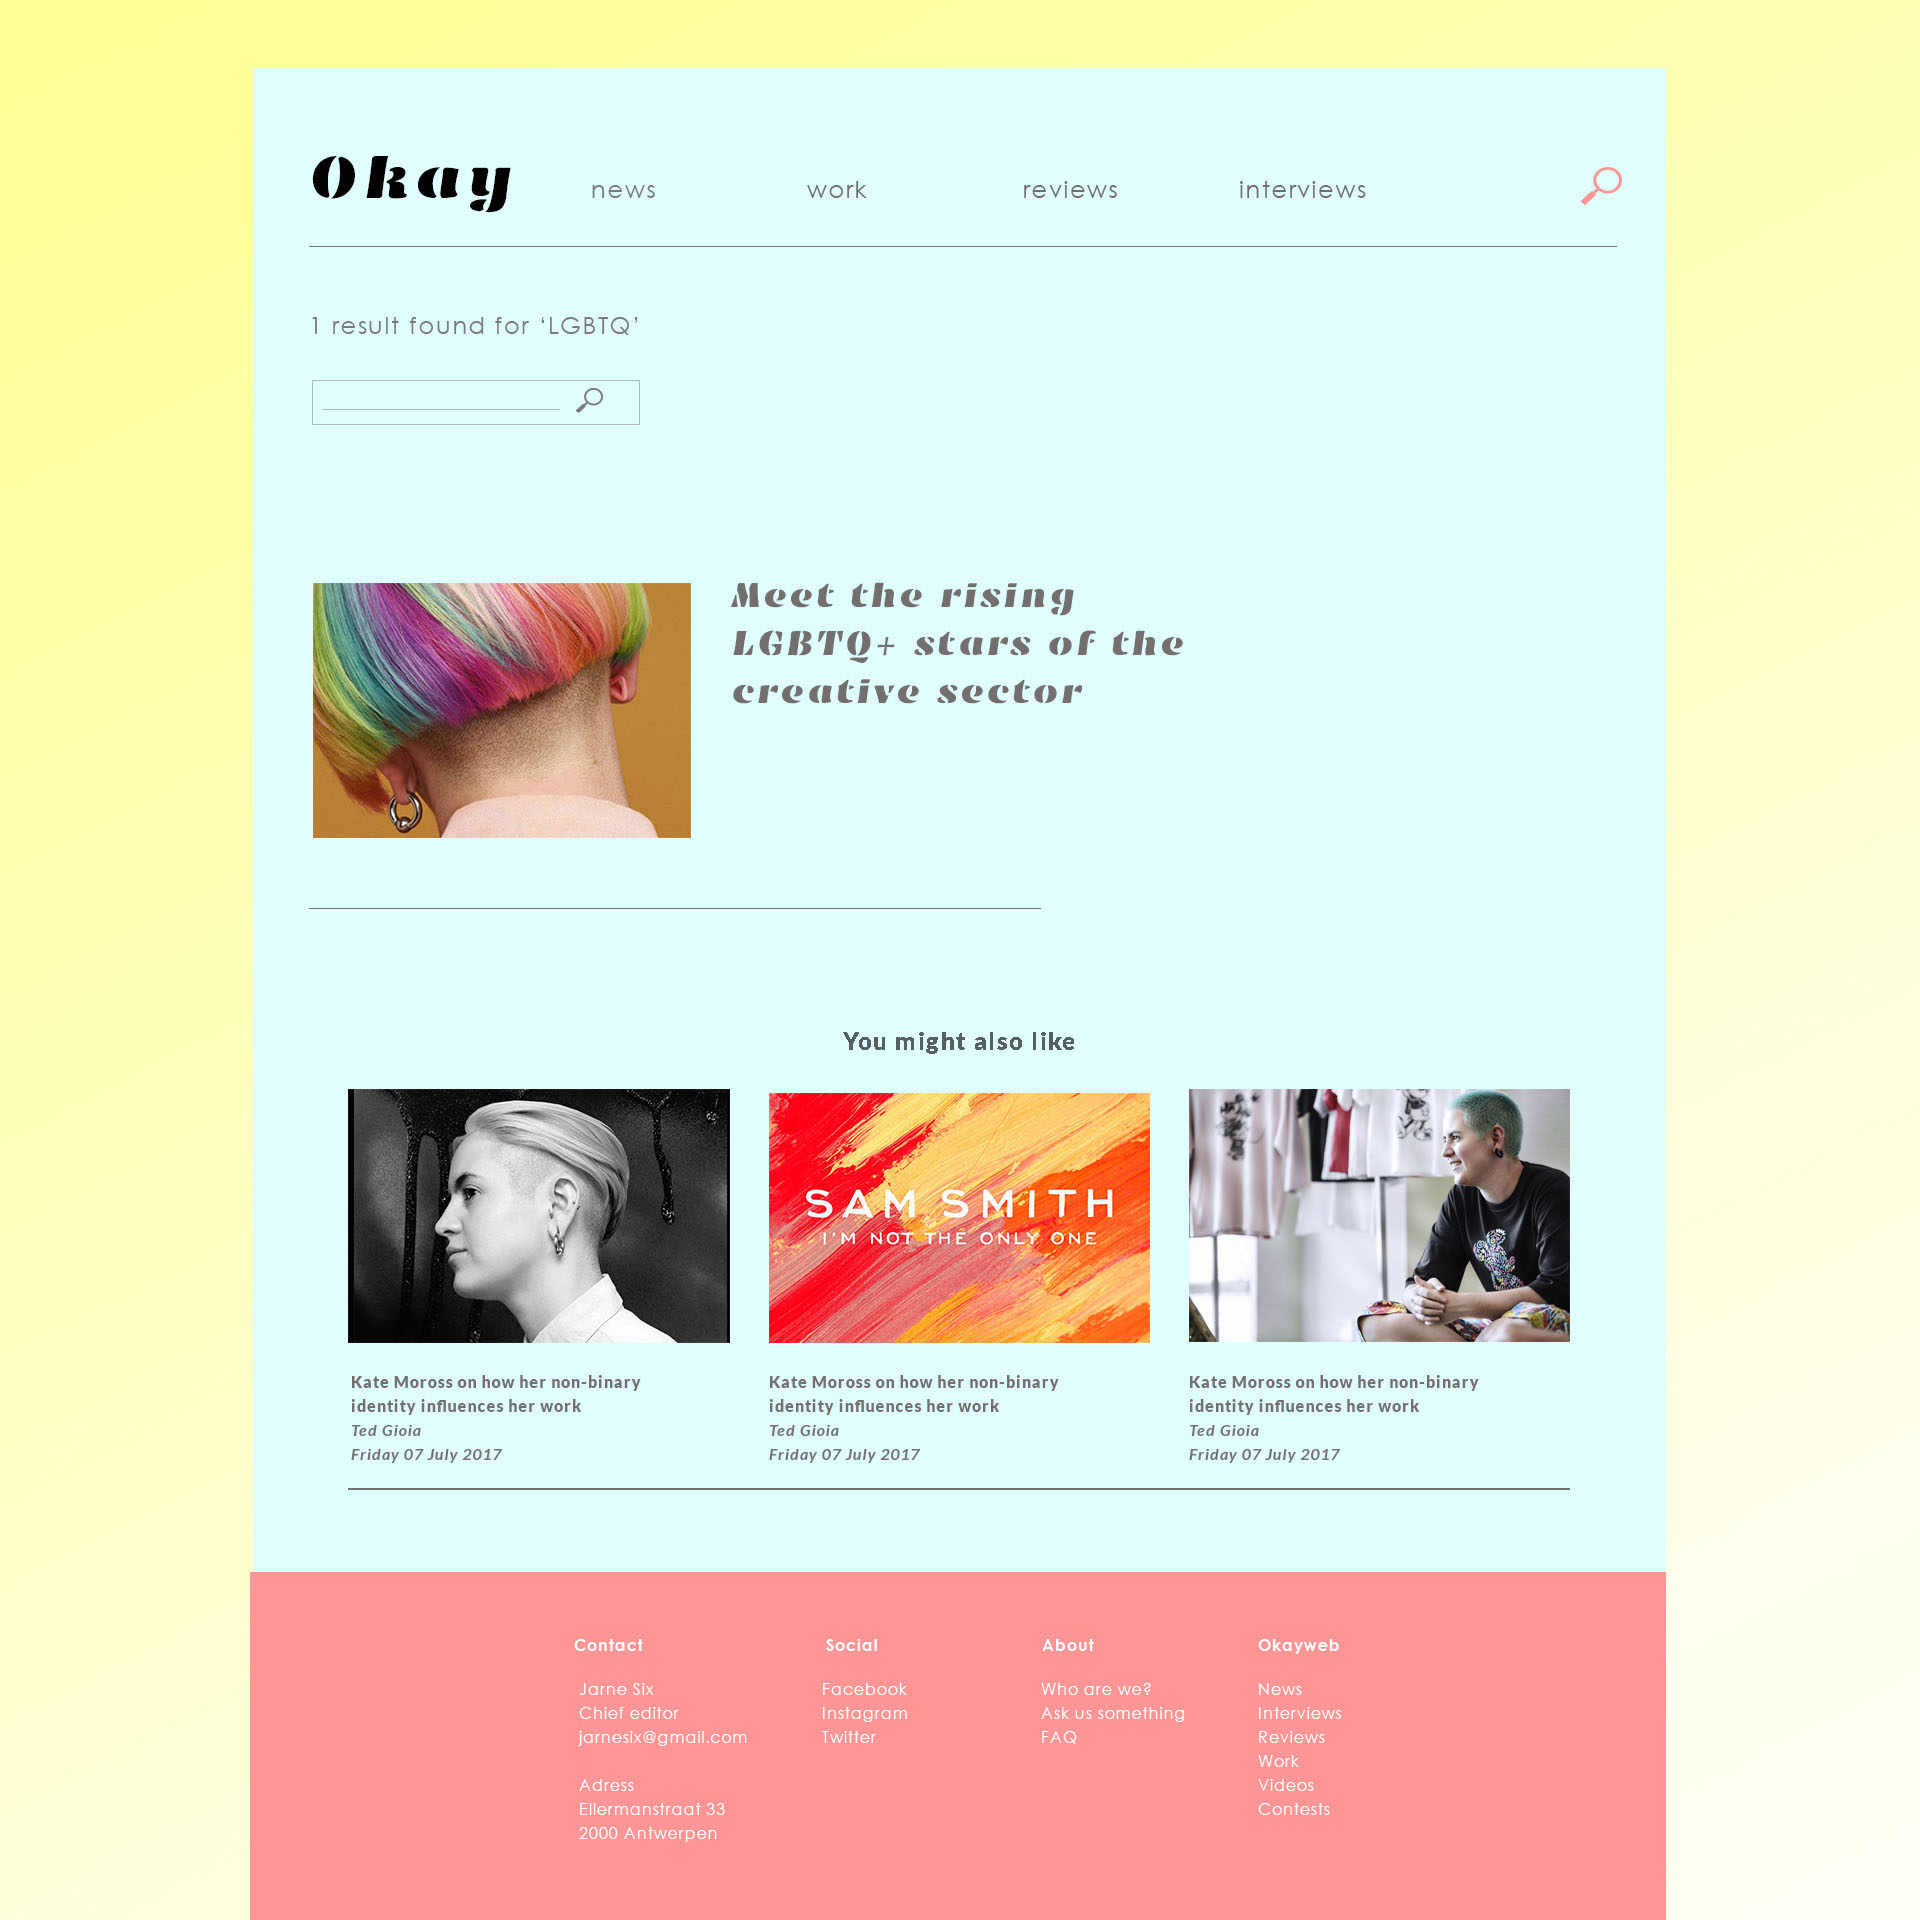 Okay
news
work
reviews
interviews
1 result found for ‘LGBTQ’
Meet the rising
LGBTQ+ stars of the
creative sector
You might also like
SAM SMITH
I'M NOT THE ONLY ONE
Kate Moross on how her non-binary
identity influences her work
Ted Gioia
Friday 07 July 2017
Kate Moross on how her non-binary
identity influences her work
Ted Gioia
Friday 07 July 2017
Kate Moross on how her non-binary
identity influences her work
Ted Gioia
Friday 07 July 2017
Contact
Jarne Six
Chief editor
jarnesix@gmail.com
Adress
Ellermanstraat 33
2000 Antwerpen
Social
Facebook
Instagram
Twitter
About
Who are we?
Ask us something
FAQ
Okayweb
News
Interviews
Reviews
Work
Videos
Contests